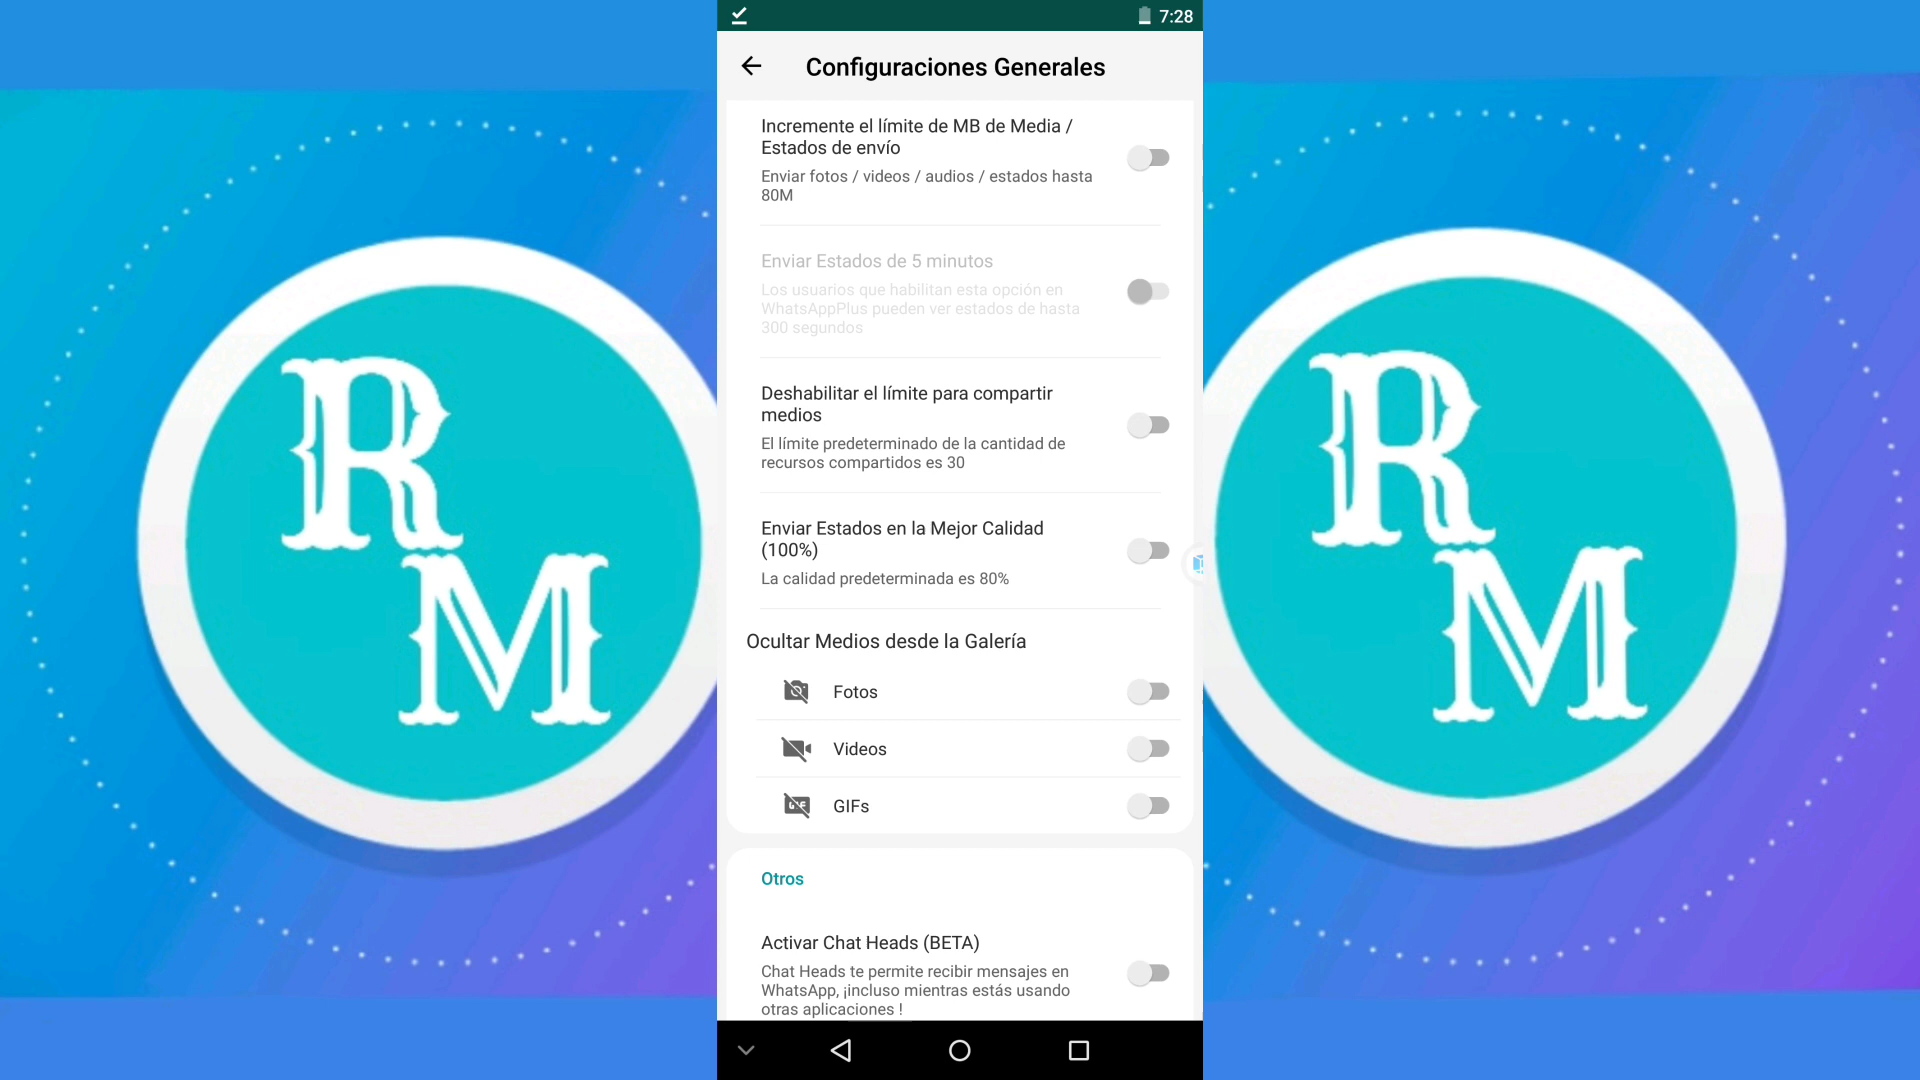 7:28
Configuraciones Generales
Incremente el límite de MB de Media /
Estados de envío
Enviar fotos / videos / audios / estados hasta
80M
Enviar Estados de 5 minutos
Los usuarios que habilitan esta opción en
WhatsAppPlus pueden ver estados de hasta
300 segundos
Deshabilitar el límite para compartir
medios
El límite predeterminado de la cantidad de
recursos compartidos es 30
Enviar Estados en la Mejor Calidad
(100%)
La calidad predeterminada es 80%
Ocultar Medios desde la Galería
Fotos
Videos
GIF
GIFs
Otros
Activar Chat Heads (BETA)
Chat Heads te permite recibir mensajes en
WhatsApp, ¡incluso mientras estás usando
otras aplicaciones !
R
M
R
M